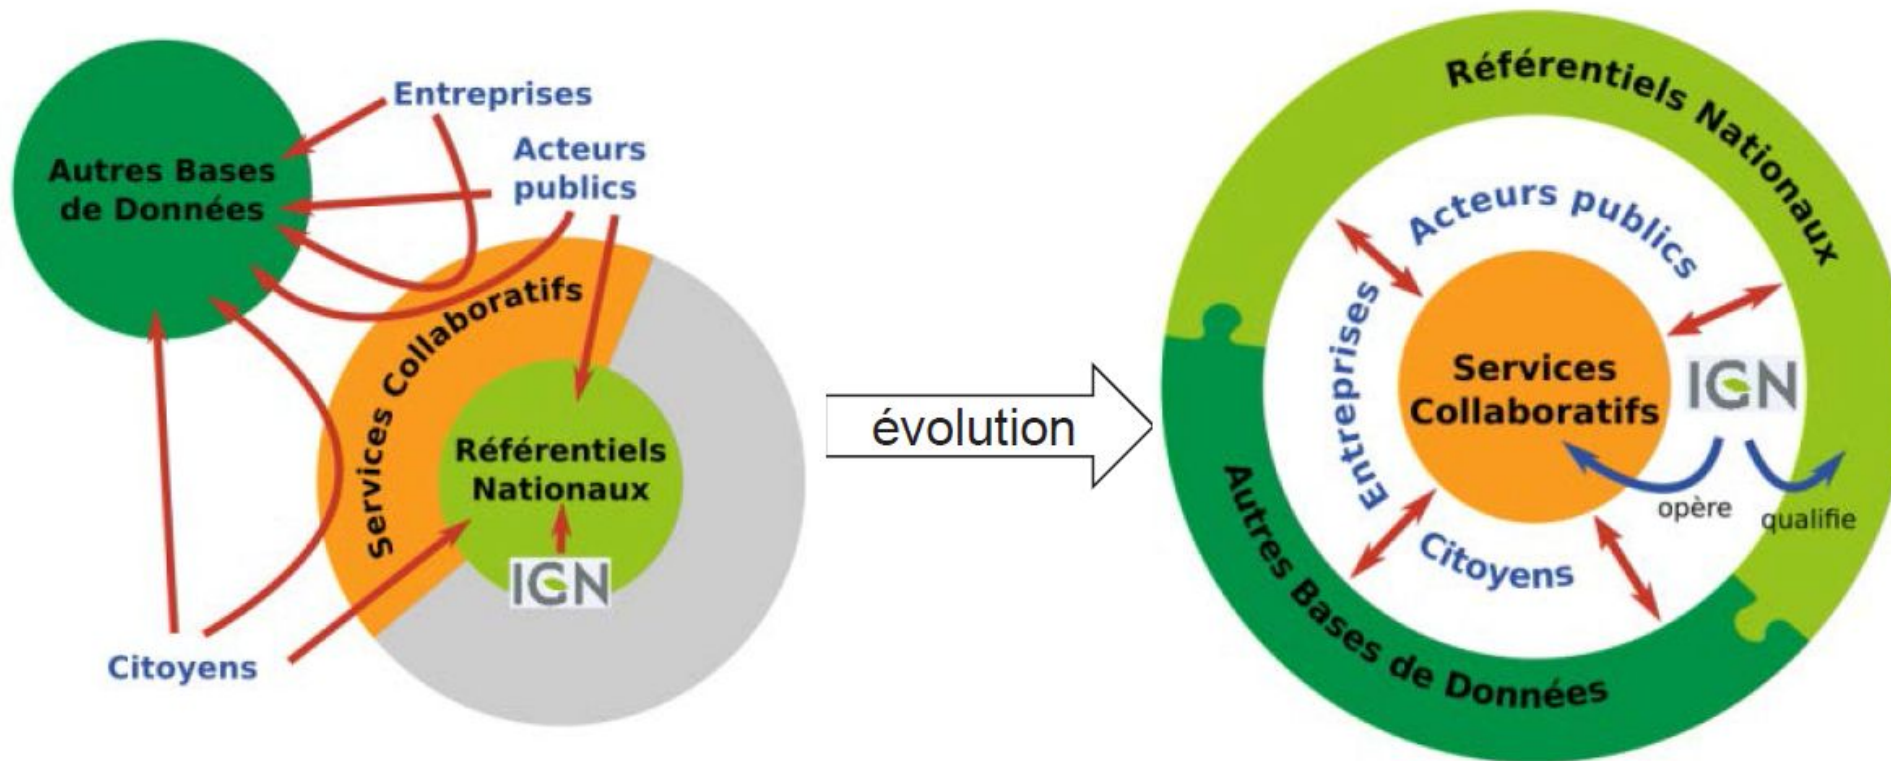 Entreprises
Acteurs
publics
Autres Bases
de Données
Services Collaboratifs
Référentiels
Nationaux
IGN
Citoyens
évolution
Référentiels Nationaux
Acteurs publics
Entreprises
Services
Collaboratifs
IGN
opère
qualifie
Citoyens
Autres Bases de Données